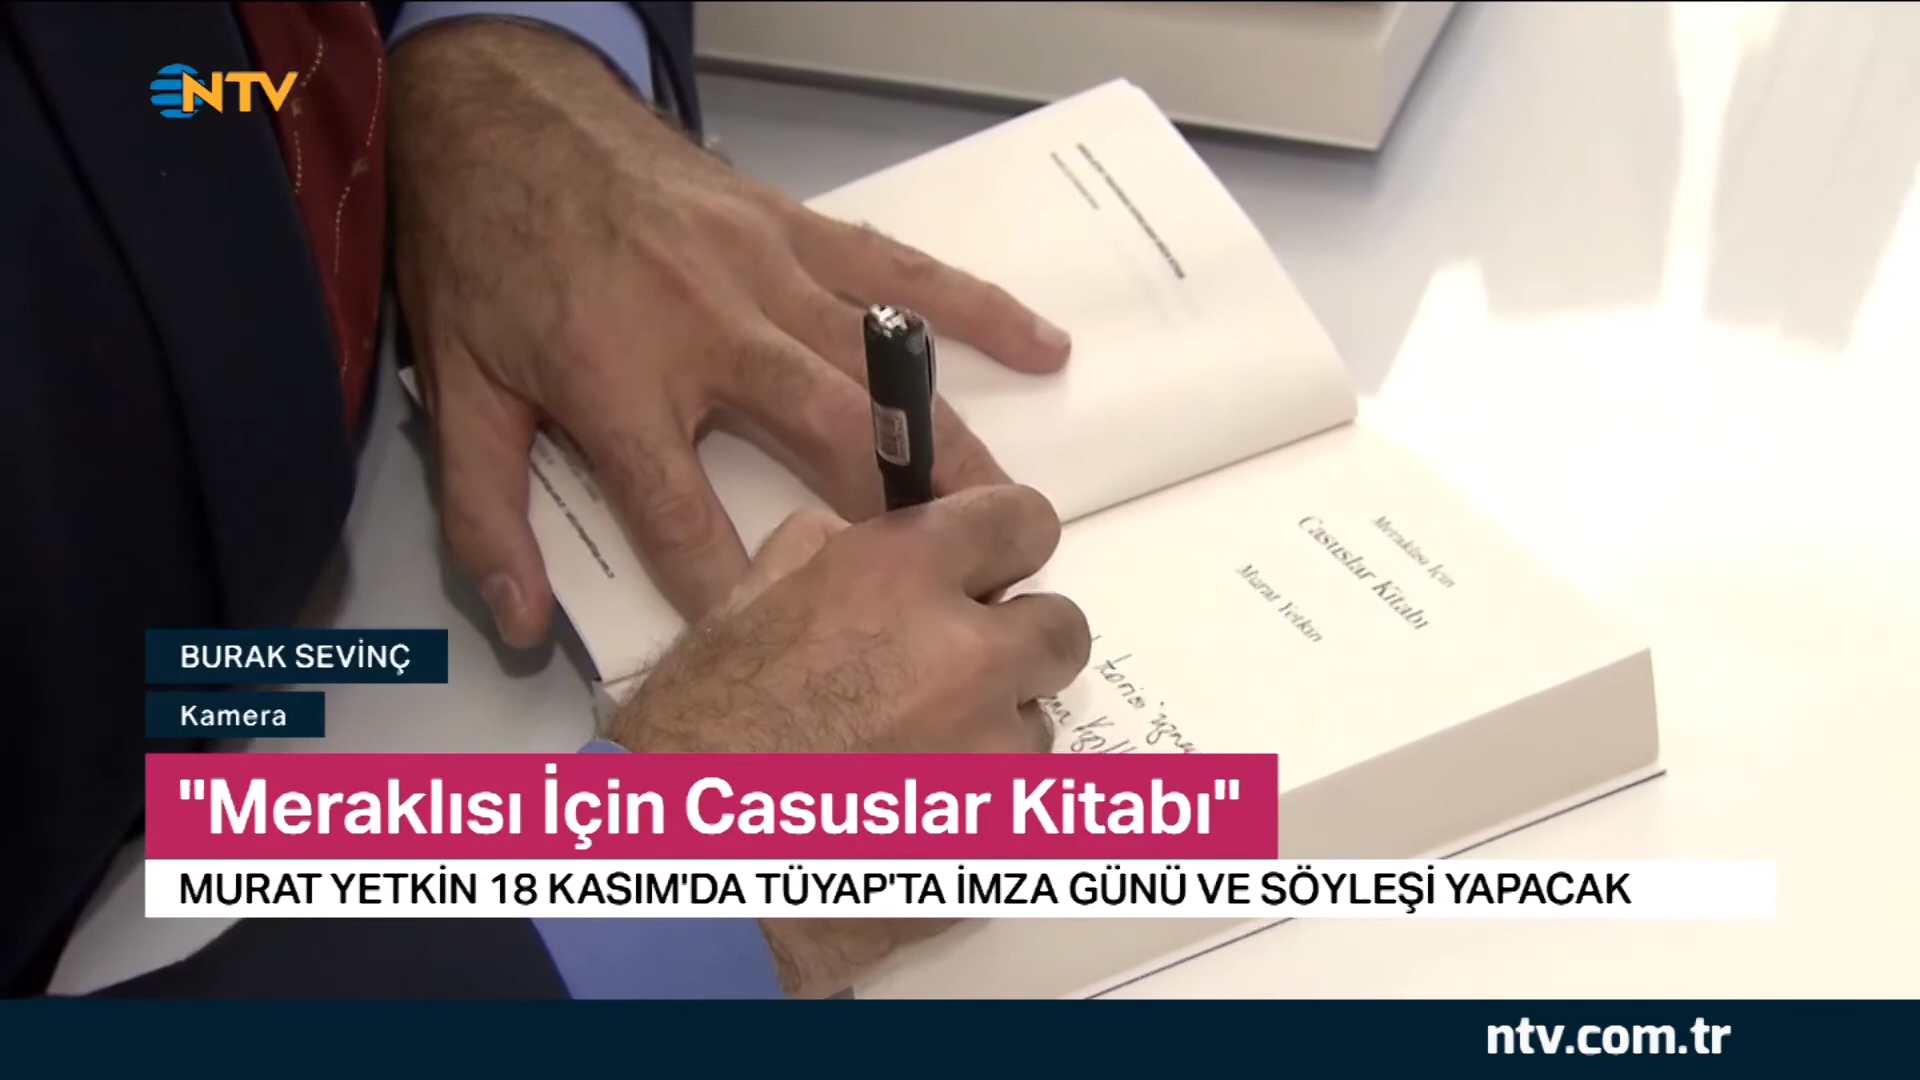 NTV
Meraklısı İçin
Casuslar Kitabı
Murat Yetkin
BURAK SEVİNÇ
Kamera
"Meraklısı İçin Casuslar Kitabı"
MURAT YETKİN 18 KASIM'DA TÜYAP'TA İMZA GÜNÜ VE SÖYLEŞİ YAPACAK
ntv.com.tr